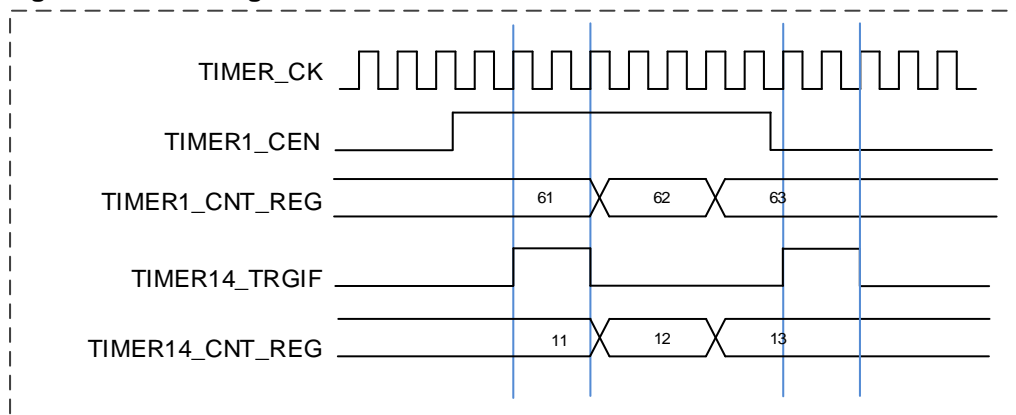 TIMER_CK
TIMER1_CEN
TIMER1_CNT_REG 61 62 63
TIMER14_TRGIF
TIMER14_CNT_REG 11 12 13